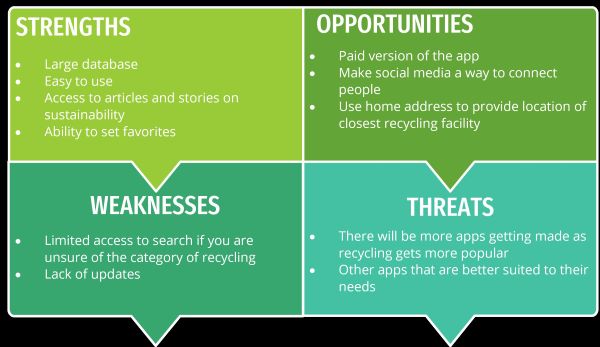 STRENGTHS
• Large database
• Easy to use
• Access to articles and stories on
sustainability
• Ability to set favorites
OPPORTUNITIES
• Paid version of the app
• Make social media a way to connect
people
• Use home address to provide location of
closest recycling facility
WEAKNESSES
• Limited access to search if you are
unsure of the category of recycling
• Lack of updates
THREATS
• There will be more apps getting made as
recycling gets more popular
• Other apps that are better suited to their
needs